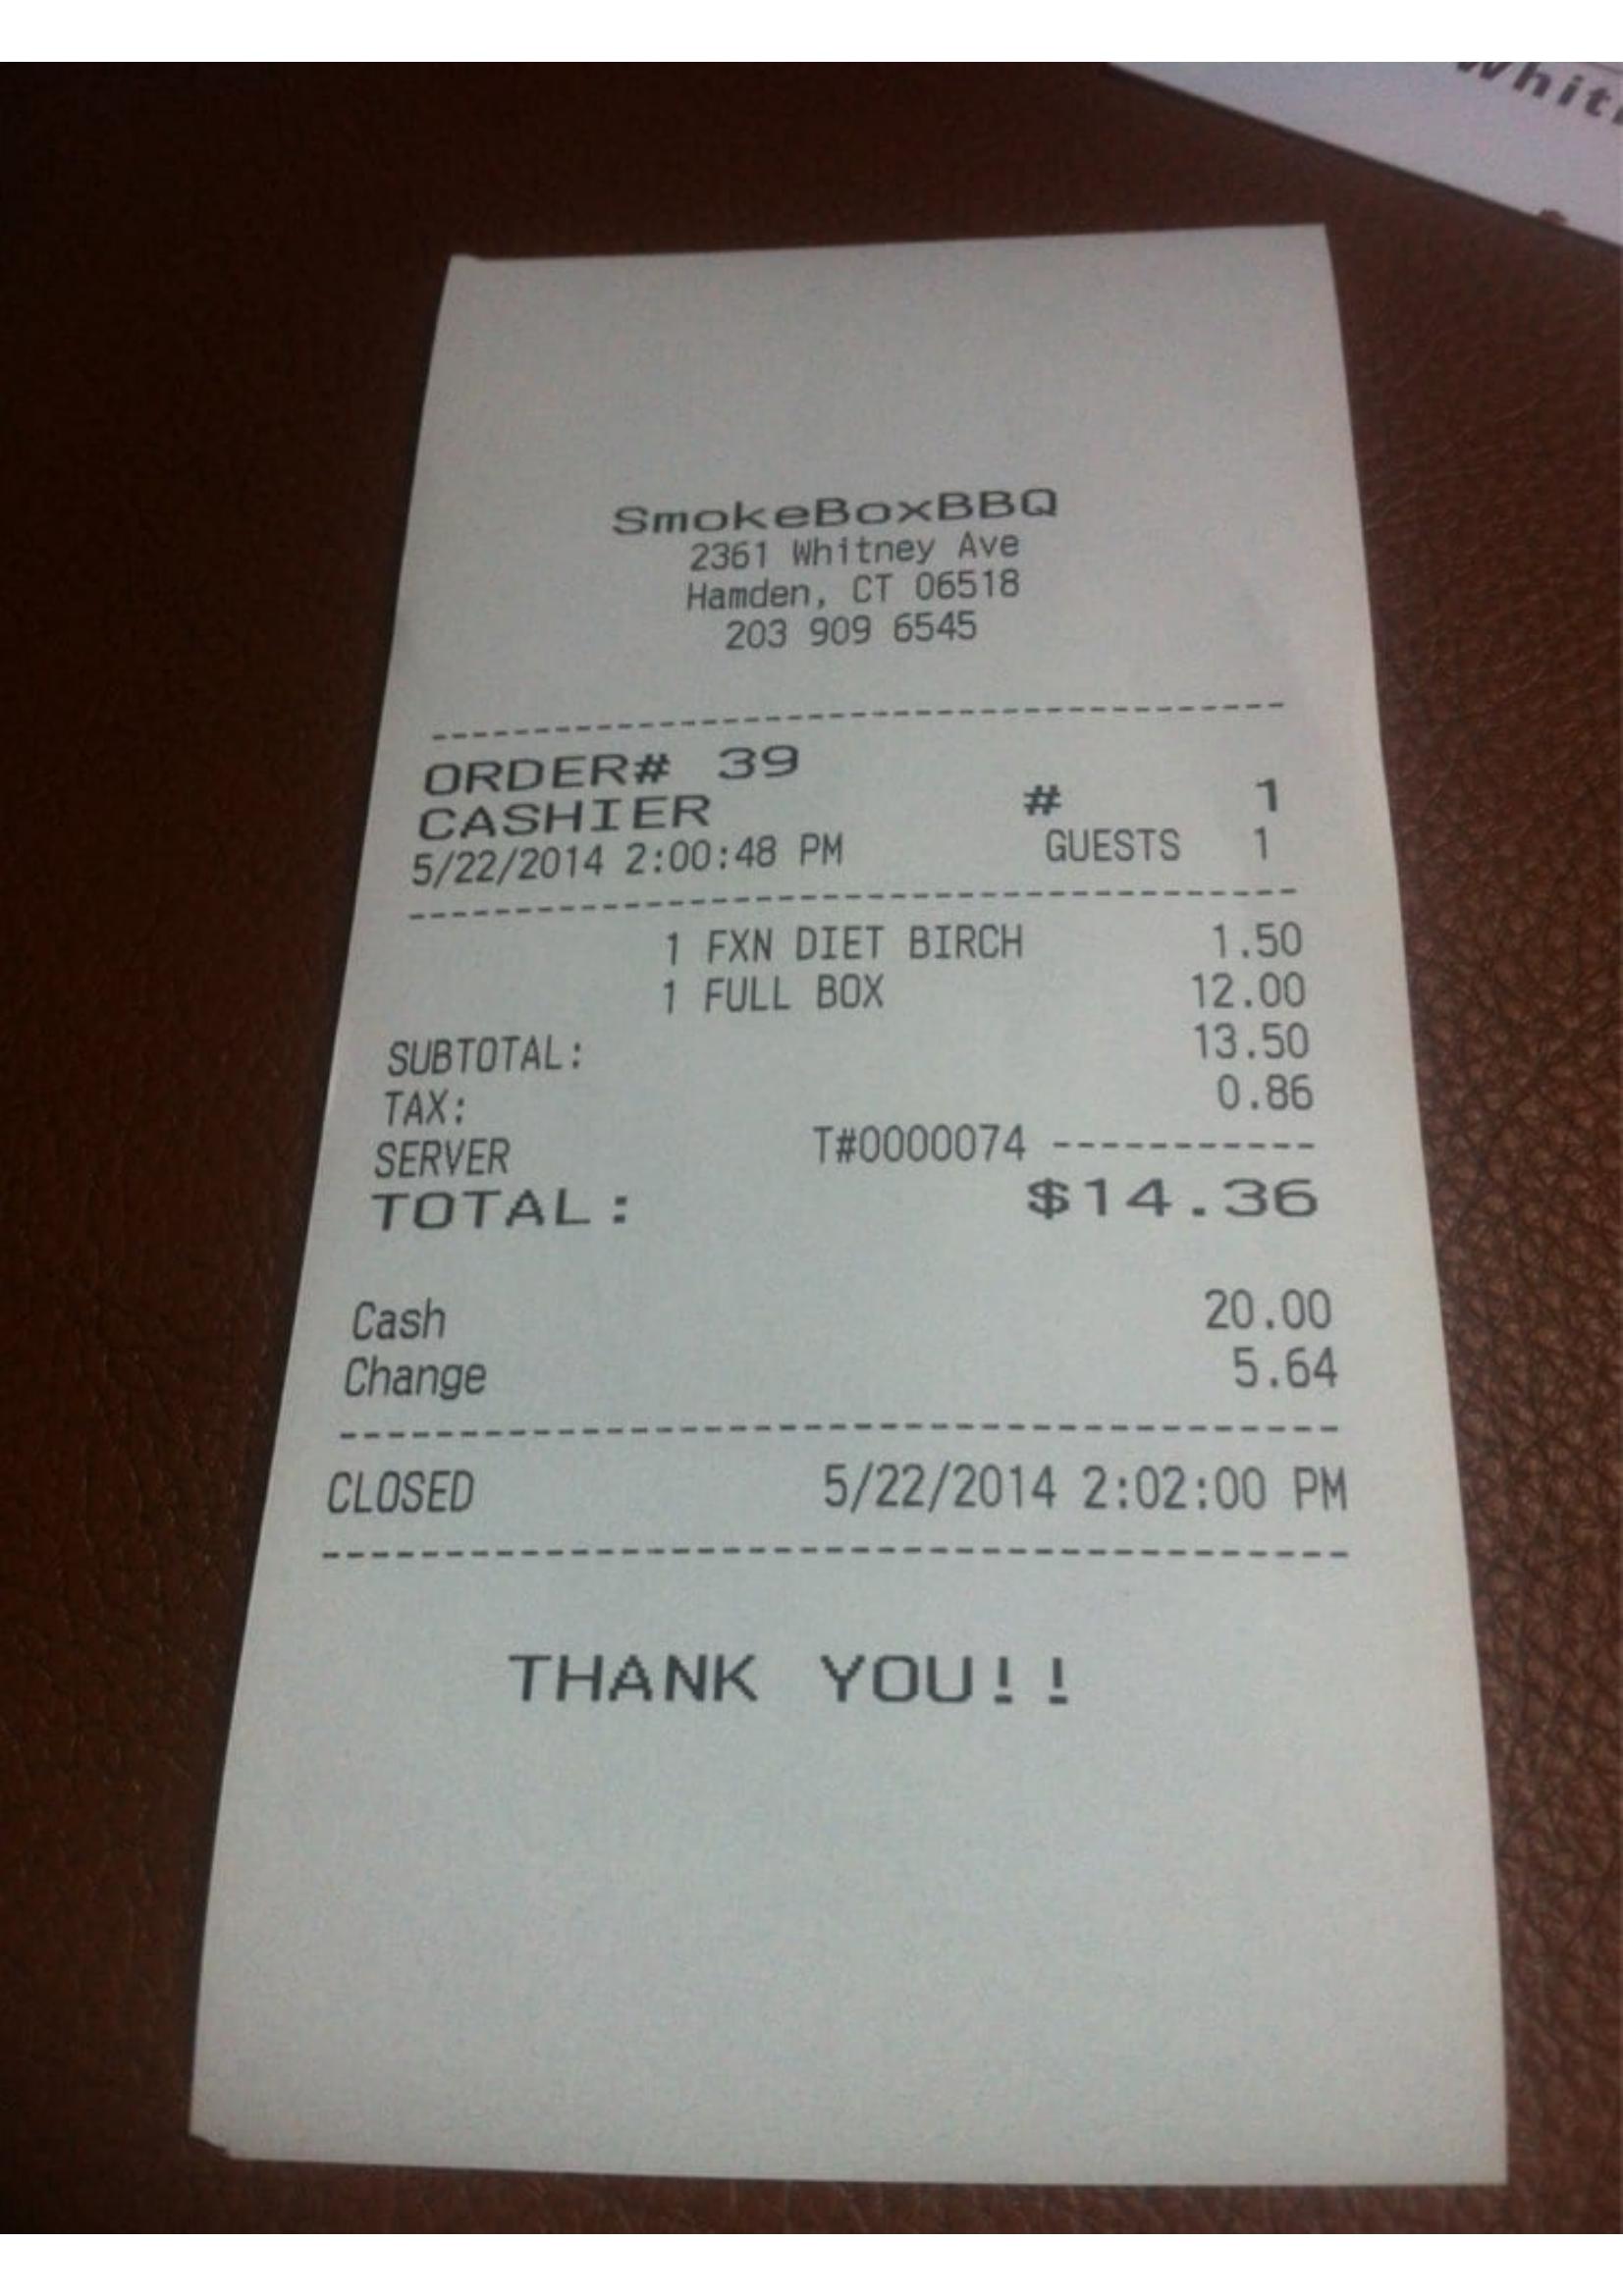 Whit
SmokeBoxBBQ
2361 Whitney Ave
Hamden, CT 06518
203 909 6545
----------------------------------------
ORDER# 39
CASHIER # 1
5/22/2014 2:00:48 PM GUESTS 1
----------------------------------------
1 FXN DIET BIRCH 1.50
1 FULL BOX 12.00
SUBTOTAL: 13.50
TAX: 0.86
SERVER T#0000074 -----------
TOTAL: $14.36
Cash 20.00
Change 5.64
----------------------------------------
CLOSED 5/22/2014 2:02:00 PM
----------------------------------------
THANK YOU!!